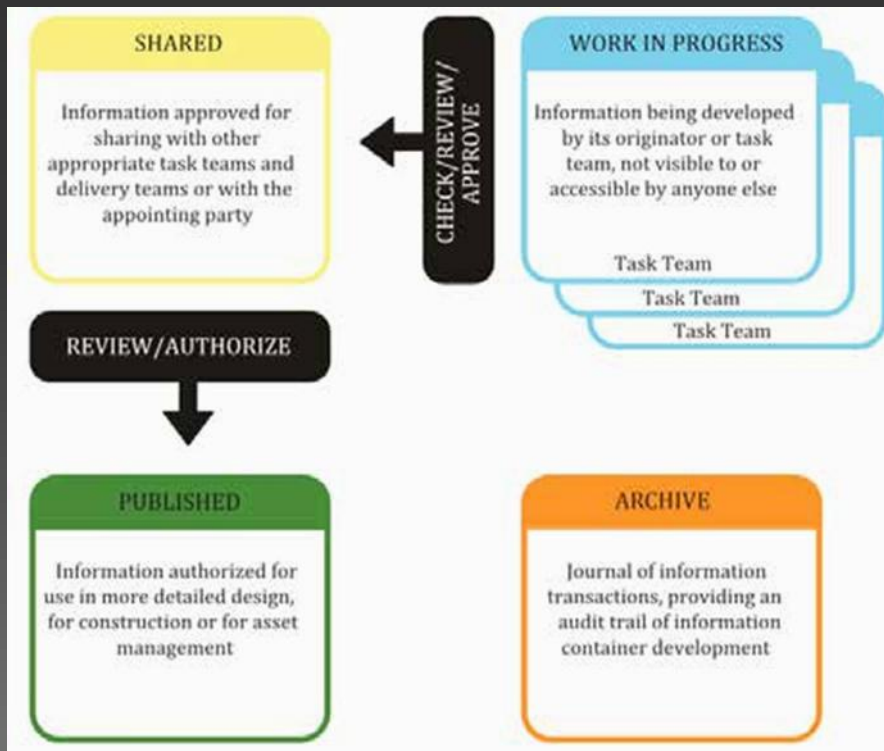 SHARED
Information approved for
sharing with other
appropriate task teams and
delivery teams or with the
appointing party
CHECK/REVIEW/
APPROVE
WORK IN PROGRESS
Information being developed
by its originator or task
team, not visible to or
accessible by anyone else
Task Team
Task Team
Task Team
REVIEW/AUTHORIZE
PUBLISHED
Information authorized for
use in more detailed design,
for construction or for asset
management
ARCHIVE
Journal of information
transactions, providing an
audit trail of information
container development